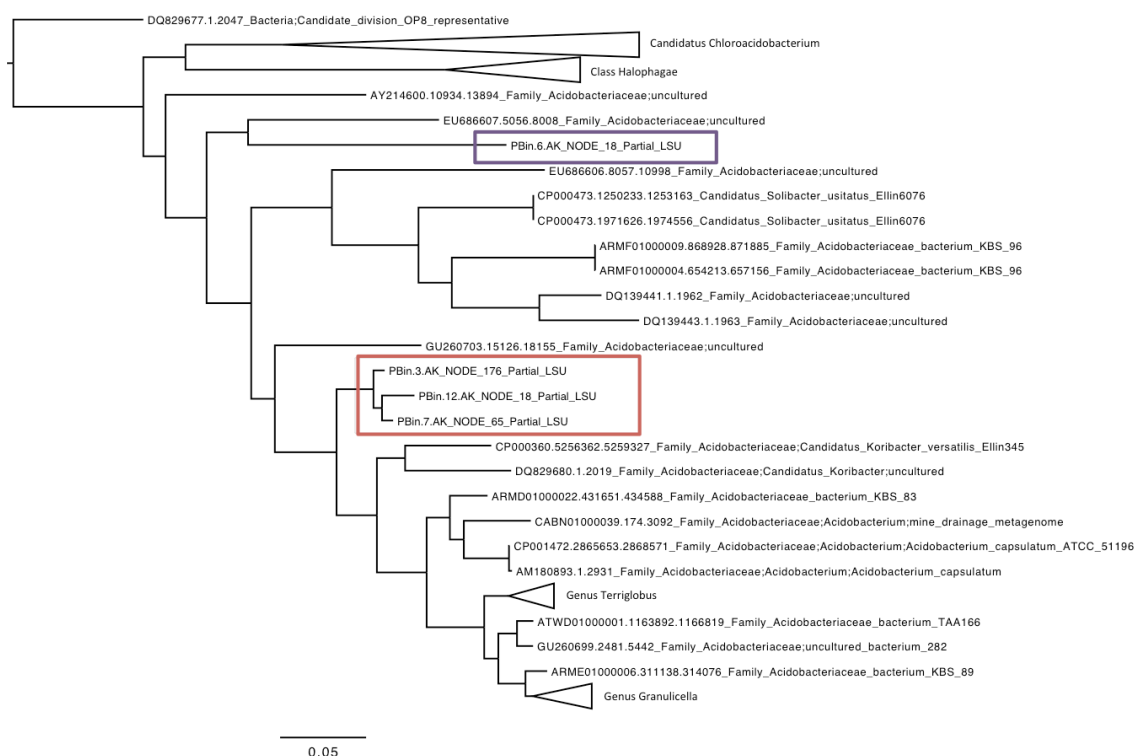 DQ829677.1.2047_Bacteria;Candidate_division_OP8_representative
Candidatus Chloroacidobacterium
Class Halophagae
AY214600.10934.13894_Family_Acidobacteriaceae;uncultured
EU686607.5056.8008_Family_Acidobacteriaceae;uncultured
PBin.6.AK_NODE_18_Partial_LSU
EU686606.8057.10998_Family_Acidobacteriaceae;uncultured
CP000473.1250233.1253163_Candidatus_Solibacter_usitatus_Ellin6076
CP000473.1971626.1974556_Candidatus_Solibacter_usitatus_Ellin6076
ARMF01000009.868928.871885_Family_Acidobacteriaceae_bacterium_KBS_96
ARMF01000004.654213.657156_Family_Acidobacteriaceae_bacterium_KBS_96
DQ139441.1.1962_Family_Acidobacteriaceae;uncultured
DQ139443.1.1963_Family_Acidobacteriaceae;uncultured
GU260703.15126.18155_Family_Acidobacteriaceae;uncultured
PBin.3.AK_NODE_176_Partial_LSU
PBin.12.AK_NODE_18_Partial_LSU
PBin.7.AK_NODE_65_Partial_LSU
CP000360.5256362.5259327_Family_Acidobacteriaceae;Candidatus_Koribacter_versatilis_Ellin345
DQ829680.1.2019_Family_Acidobacteriaceae;Candidatus_Koribacter;uncultured
ARMD01000022.431651.434588_Family_Acidobacteriaceae_bacterium_KBS_83
CABN01000039.174.3092_Family_Acidobacteriaceae;Acidobacterium;mine_drainage_metagenome
CP001472.2865653.2868571_Family_Acidobacteriaceae;Acidobacterium;Acidobacterium_capsulatum_ATCC_51196
AM180893.1.2931_Family_Acidobacteriaceae;Acidobacterium;Acidobacterium_capsulatum
Genus Terriglobus
ATWD01000001.1163892.1166819_Family_Acidobacteriaceae_bacterium_TAA166
GU260699.2481.5442_Family_Acidobacteriaceae;uncultured_bacterium_282
ARME01000006.311138.314076_Family_Acidobacteriaceae_bacterium_KBS_89
Genus Granulicella
0.05